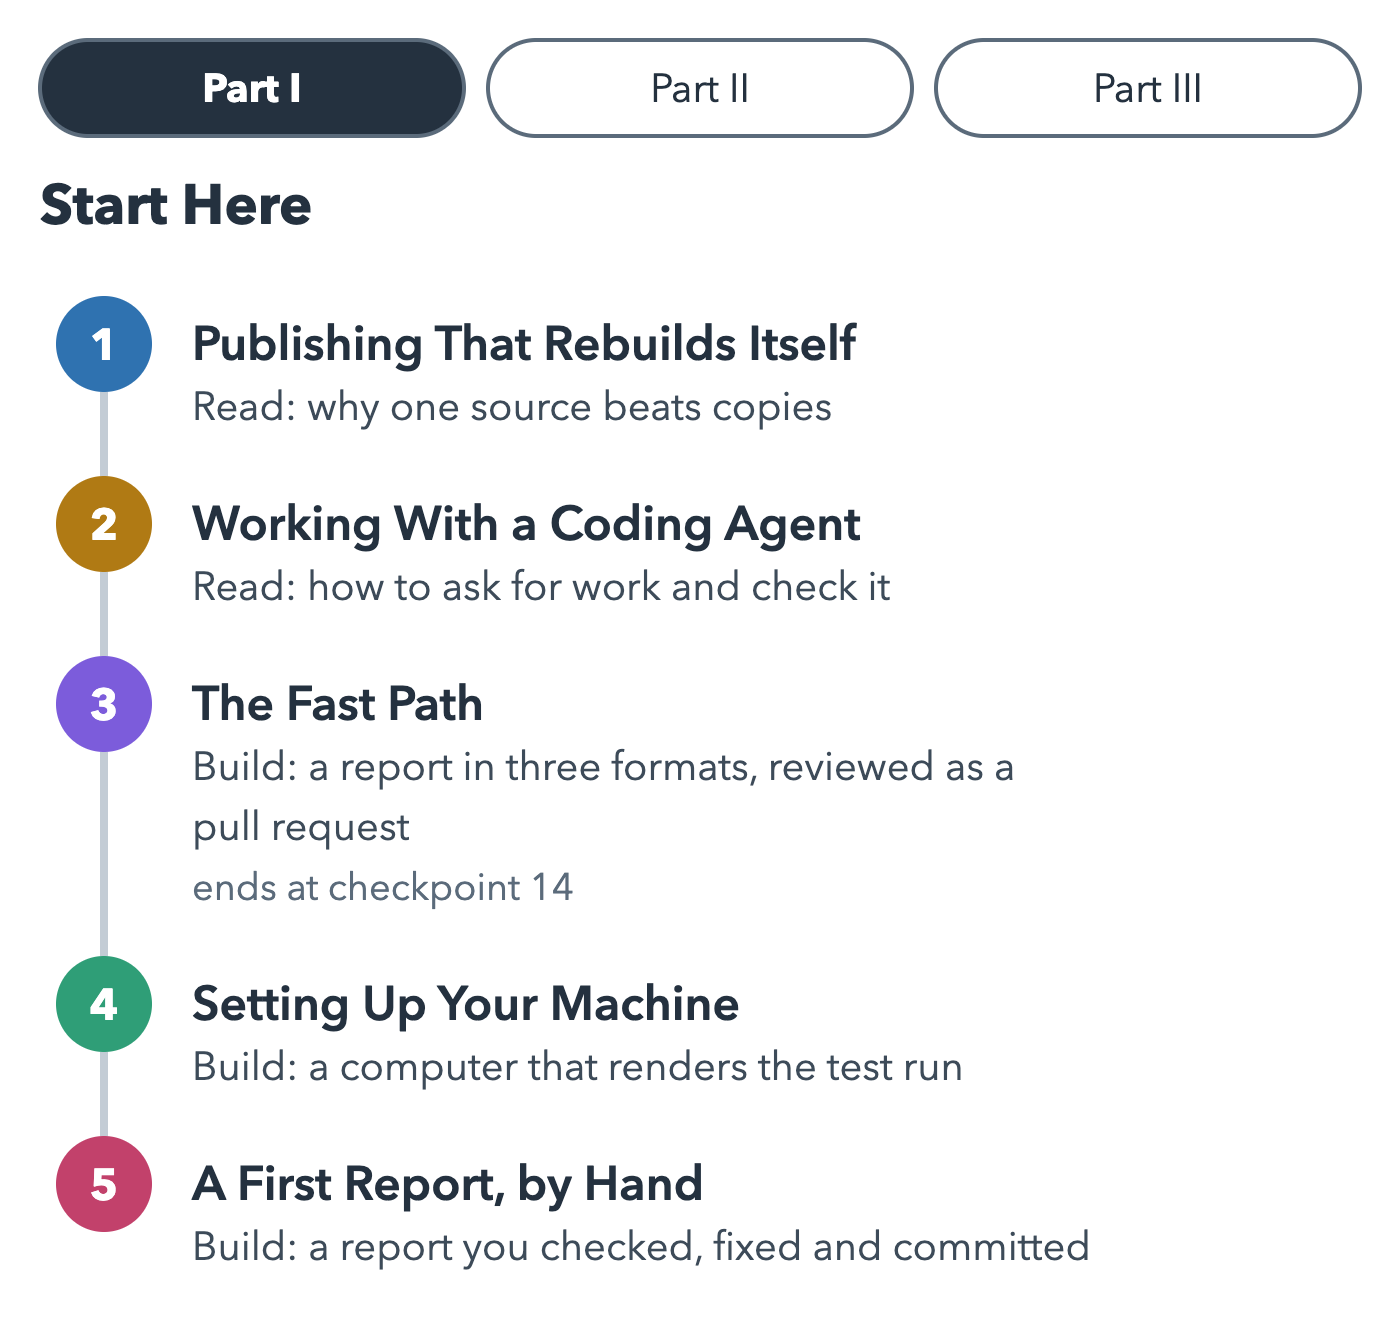 Part I
Part II
Part III
Start Here
1
Publishing That Rebuilds Itself
Read: why one source beats copies
2
Working With a Coding Agent
Read: how to ask for work and check it
3
The Fast Path
Build: a report in three formats, reviewed as a
pull request
ends at checkpoint 14
4
Setting Up Your Machine
Build: a computer that renders the test run
5
A First Report, by Hand
Build: a report you checked, fixed and committed